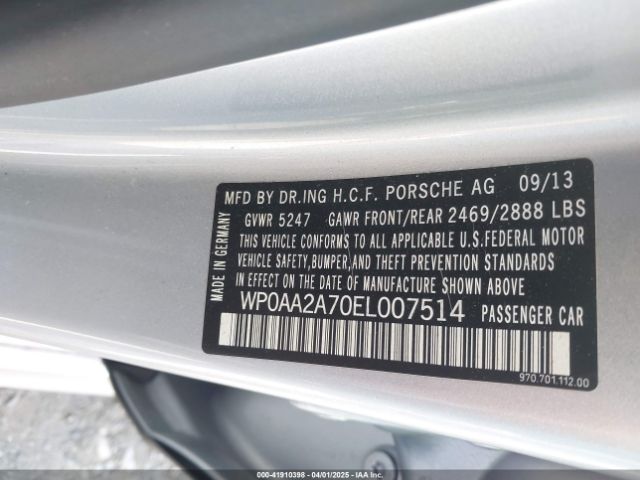 MADE IN GERMANY
MFD BY DR.ING H.C.F. PORSCHE AG 09/13
GVWR 5247 GAWR FRONT/REAR 2469/2888 LBS
THIS VEHICLE CONFORMS TO ALL APPLICABLE U.S.FEDERAL MOTOR
VEHICLE SAFETY,BUMPER,AND THEFT PREVENTION STANDARDS
IN EFFECT ON THE DATE OF MANUFACTURE SHOWN ABOVE.
WP0AA2A70EL007514 PASSENGER CAR
970.701.112.00
000-41910398 - 04/01/2025 - IAAI.COM